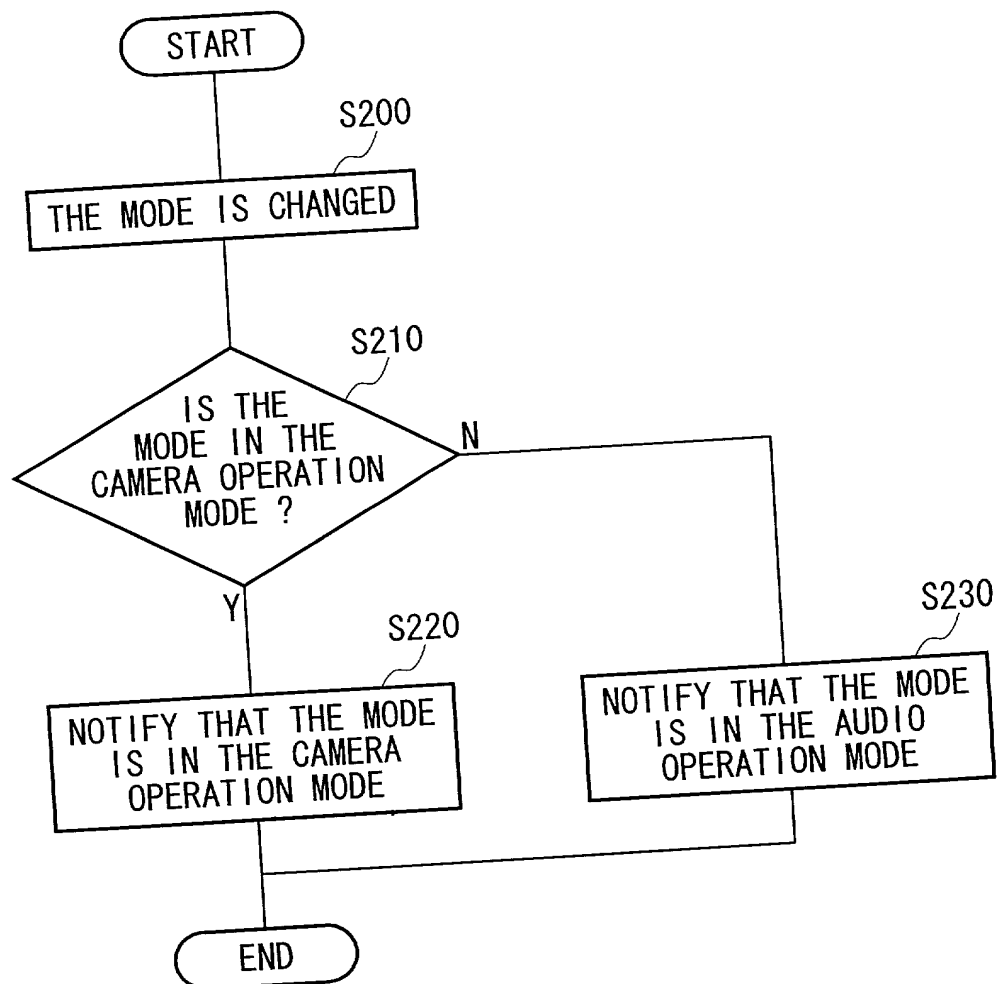 START
S200
THE MODE IS CHANGED
S210
IS THE
MODE IN THE
CAMERA OPERATION
MODE ?
N
Y
S220
NOTIFY THAT THE MODE
IS IN THE CAMERA
OPERATION MODE
S230
NOTIFY THAT THE MODE
IS IN THE AUDIO
OPERATION MODE
END